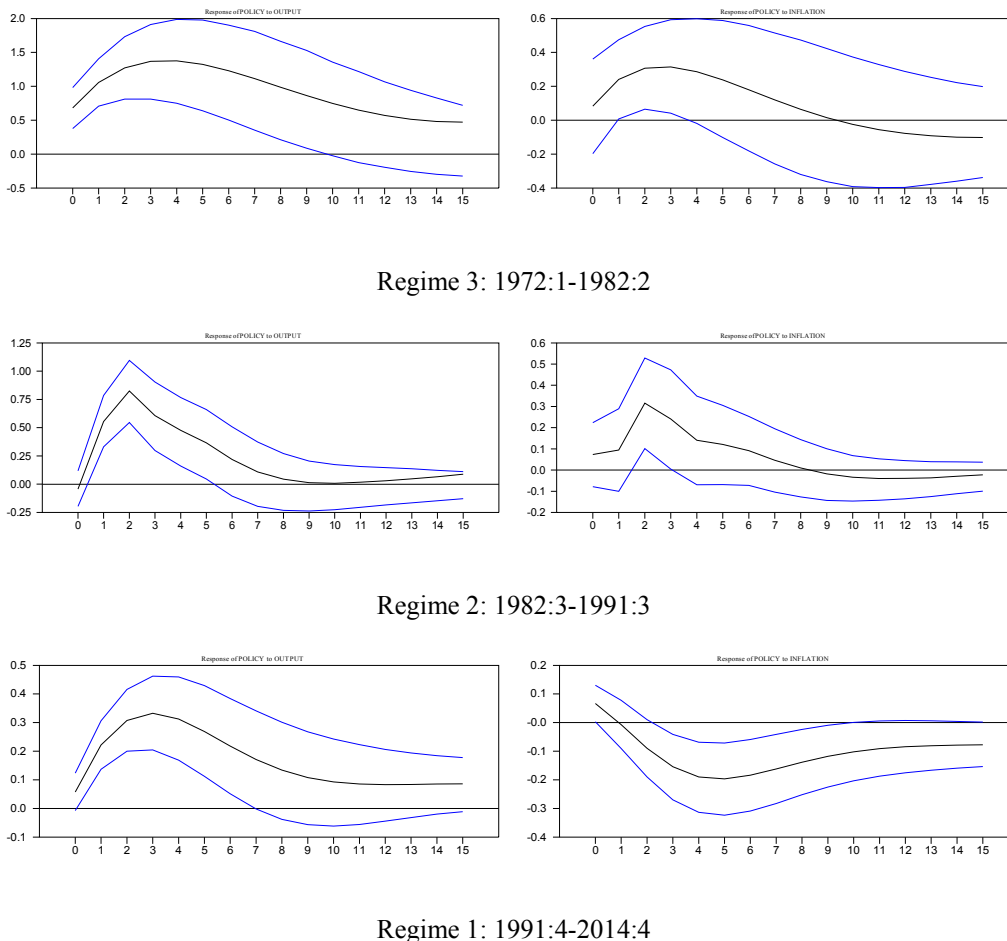 Response of POLICY to OUTPUT
2.0
1.5
1.0
0.5
0.0
-0.5
0 1 2 3 4 5 6 7 8 9 10 11 12 13 14 15
Response of POLICY to INFLATION
0.6
0.4
0.2
0.0
-0.2
-0.4
0 1 2 3 4 5 6 7 8 9 10 11 12 13 14 15
Regime 3: 1972:1-1982:2
Response of POLICY to OUTPUT
1.25
1.00
0.75
0.50
0.25
0.00
-0.25
0 1 2 3 4 5 6 7 8 9 10 11 12 13 14 15
Response of POLICY to INFLATION
0.6
0.5
0.4
0.3
0.2
0.1
0.0
-0.1
-0.2
0 1 2 3 4 5 6 7 8 9 10 11 12 13 14 15
Regime 2: 1982:3-1991:3
Response of POLICY to OUTPUT
0.5
0.4
0.3
0.2
0.1
0.0
-0.1
0 1 2 3 4 5 6 7 8 9 10 11 12 13 14 15
Response of POLICY to INFLATION
0.2
0.1
-0.0
-0.1
-0.2
-0.3
-0.4
0 1 2 3 4 5 6 7 8 9 10 11 12 13 14 15
Regime 1: 1991:4-2014:4